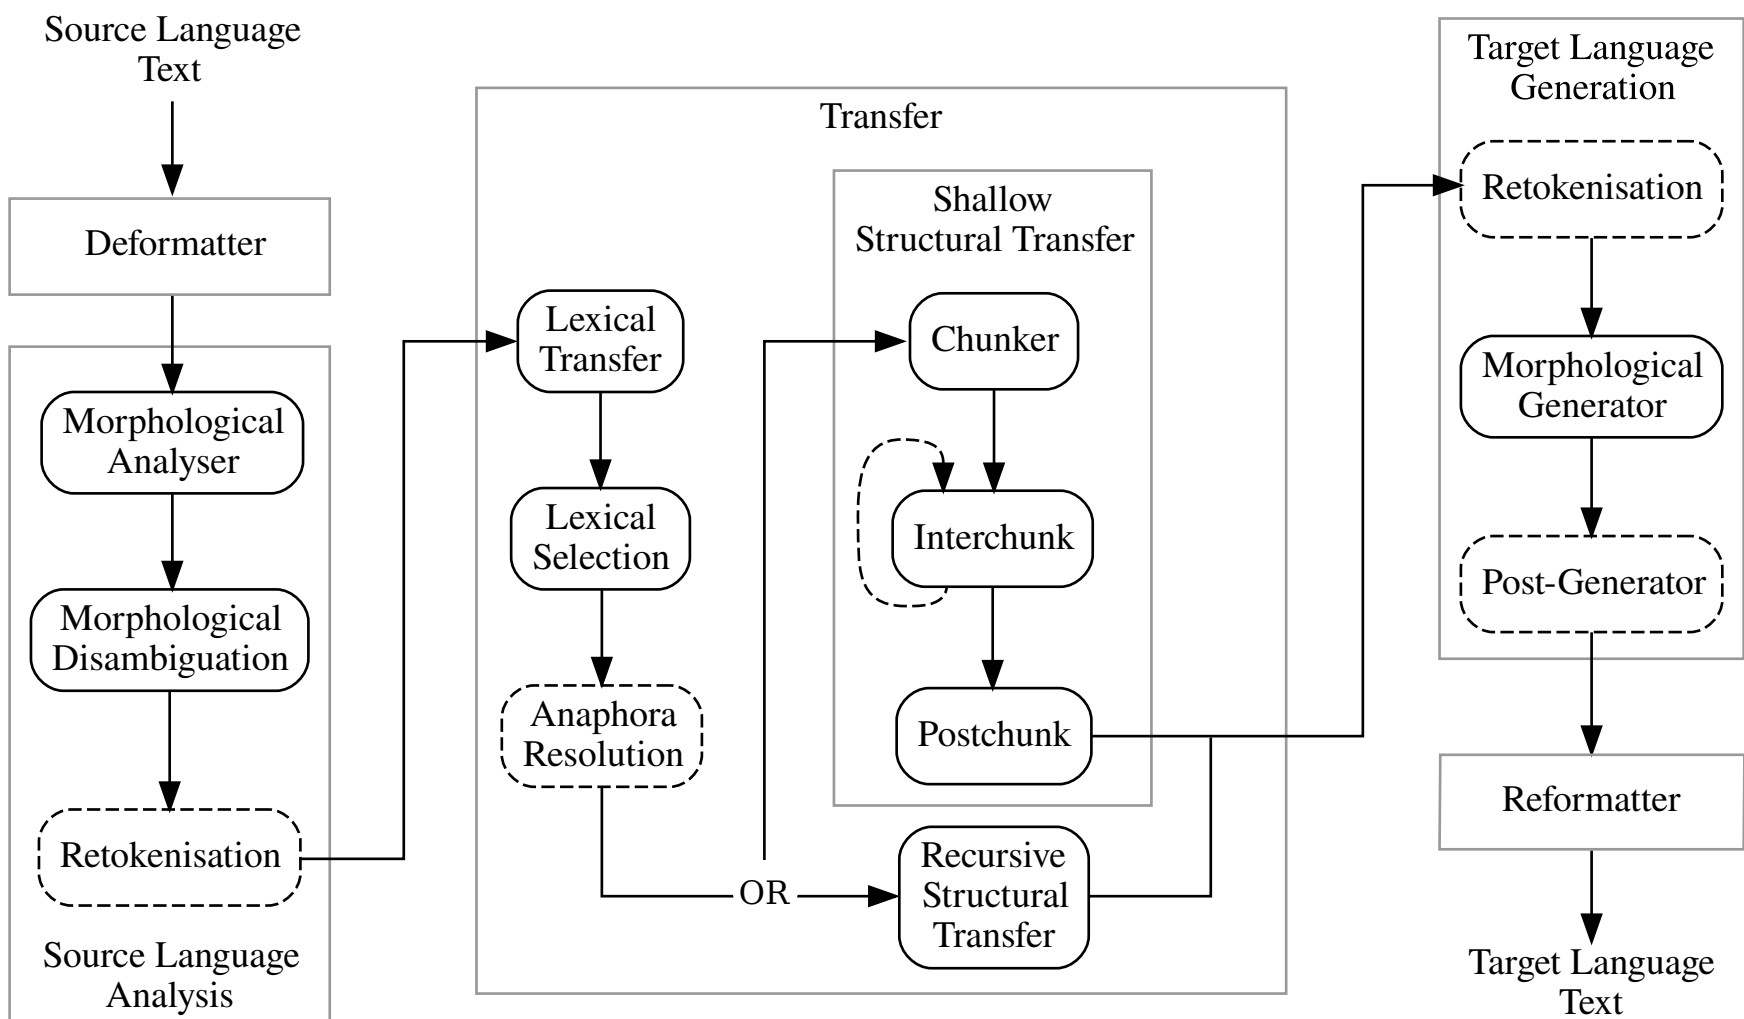 Source Language
Text
Deformatter
Morphological
Analyser
Morphological
Disambiguation
Retokenisation
Source Language
Analysis
Transfer
Lexical
Transfer
Lexical
Selection
Anaphora
Resolution
OR
Shallow
Structural Transfer
Chunker
Interchunk
Postchunk
Recursive
Structural
Transfer
Target Language
Generation
Retokenisation
Morphological
Generator
Post-Generator
Reformatter
Target Language
Text